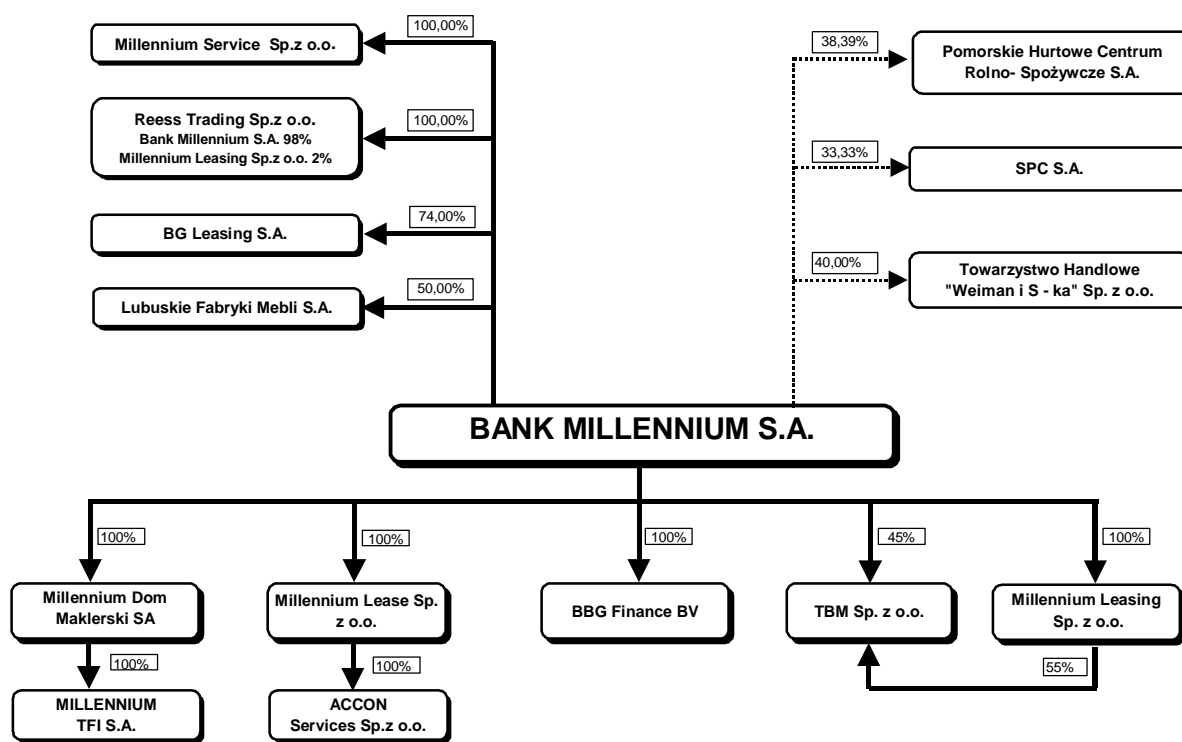 100,00%
Millennium Service Sp.z o.o.
Reess Trading Sp.z o.o.
Bank Millennium S.A. 98%
Millennium Leasing Sp.z o.o. 2%
100,00%
74,00%
BG Leasing S.A.
50,00%
Lubuskie Fabryki Mebli S.A.
38,39%
Pomorskie Hurtowe Centrum
Rolno- Spożywcze S.A.
33,33%
SPC S.A.
40,00%
Towarzystwo Handlowe
"Weiman i S - ka" Sp. z o.o.
BANK MILLENNIUM S.A.
100%
100%
100%
45%
100%
Millennium Dom
Maklerski SA
Millennium Lease Sp.
z o.o.
BBG Finance BV
TBM Sp. z o.o.
Millennium Leasing
Sp. z o.o.
100%
100%
55%
MILLENNIUM
TFI S.A.
ACCON
Services Sp.z o.o.